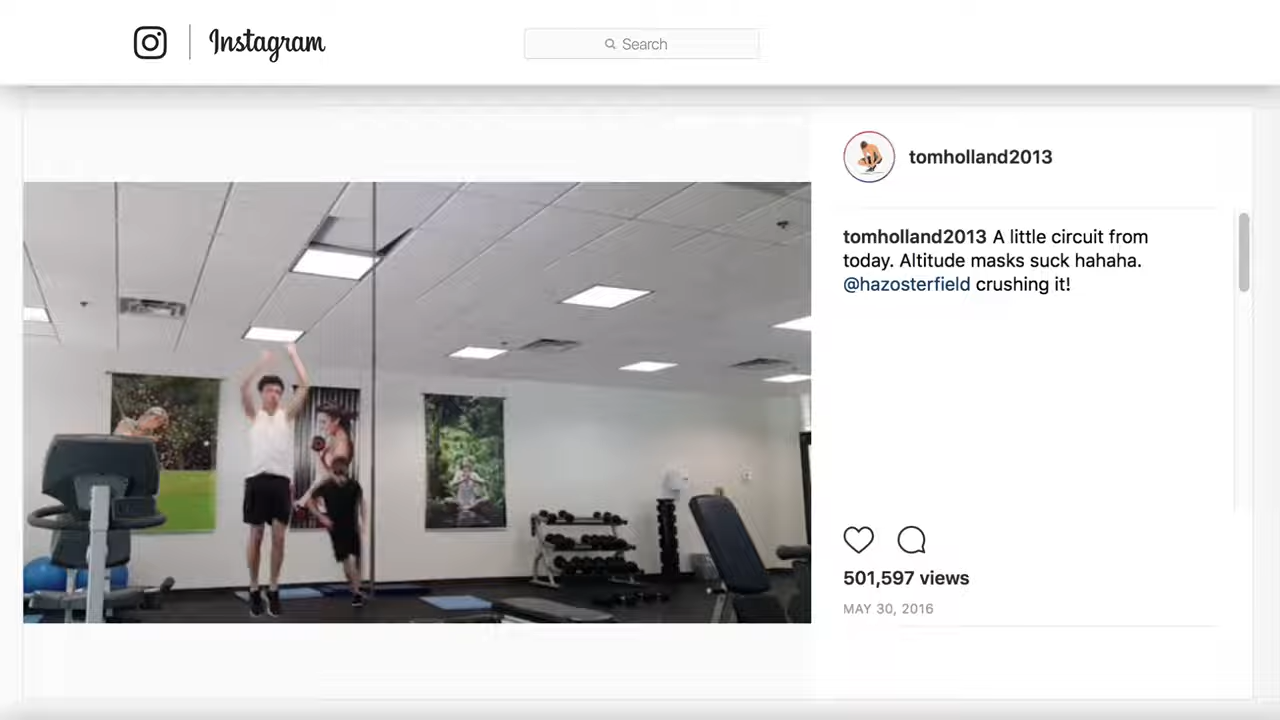 Instagram
Search
tomholland2013
tomholland2013 A little circuit from
today. Altitude masks suck hahaha.
@hazosterfield crushing it!
501,597 views
MAY 30, 2016